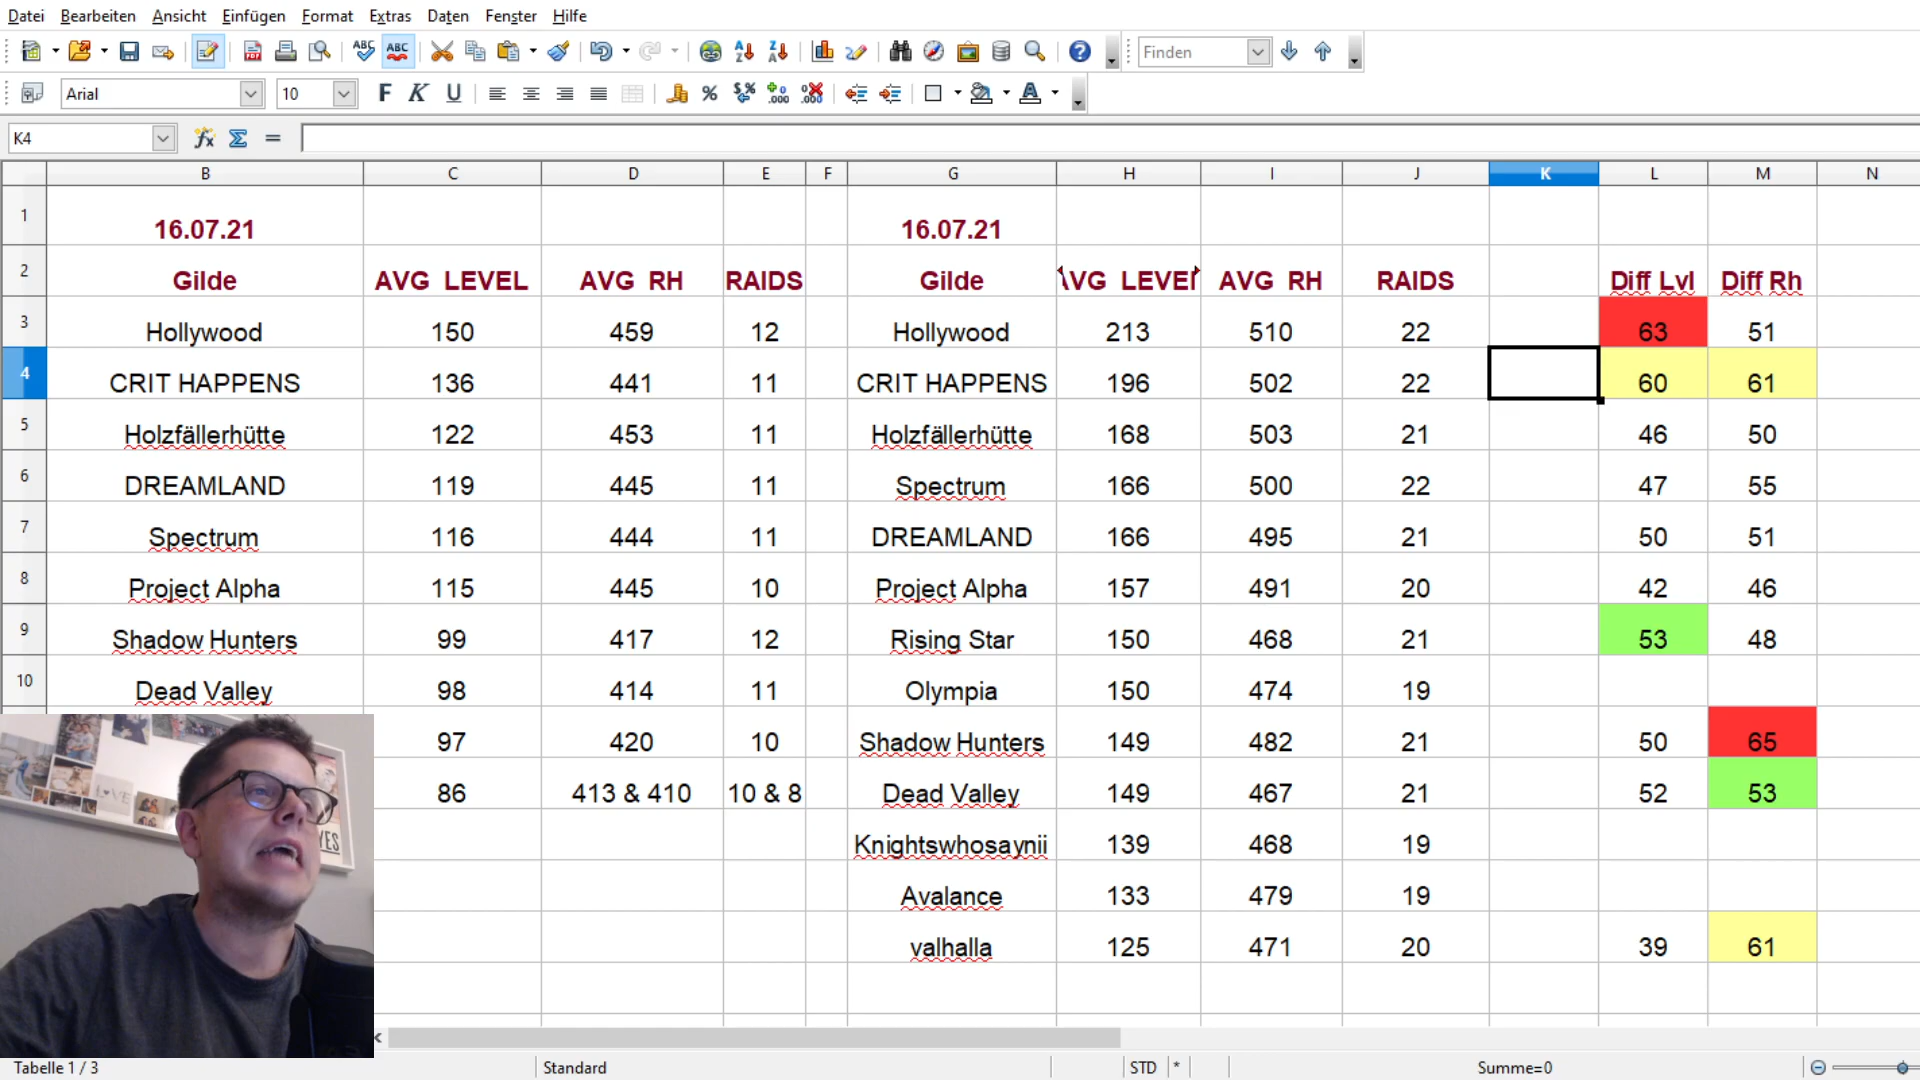 Datei Bearbeiten Ansicht Einfügen Format Extras Daten Fenster Hilfe
Finden
Arial 10 F K U
K4
B C D E F G H I J K L M N
1 16.07.21 16.07.21
2 Gilde AVG LEVEL AVG RH RAIDS Gilde AVG LEVEL AVG RH RAIDS Diff Lvl Diff Rh
3 Hollywood 150 459 12 Hollywood 213 510 22 63 51
4 CRIT HAPPENS 136 441 11 CRIT HAPPENS 196 502 22 60 61
5 Holzfällerhütte 122 453 11 Holzfällerhütte 168 503 21 46 50
6 DREAMLAND 119 445 11 Spectrum 166 500 22 47 55
7 Spectrum 116 444 11 DREAMLAND 166 495 21 50 51
8 Project Alpha 115 445 10 Project Alpha 157 491 20 42 46
9 Shadow Hunters 99 417 12 Rising Star 150 468 21 53 48
10 Dead Valley 98 414 11 Olympia 150 474 19
97 420 10 Shadow Hunters 149 482 21 50 65
86 413 & 410 10 & 8 Dead Valley 149 467 21 52 53
Knightswhosaynii 139 468 19
Avalance 133 479 19
valhalla 125 471 20 39 61
Tabelle 1 / 3 Standard STD * Summe=0